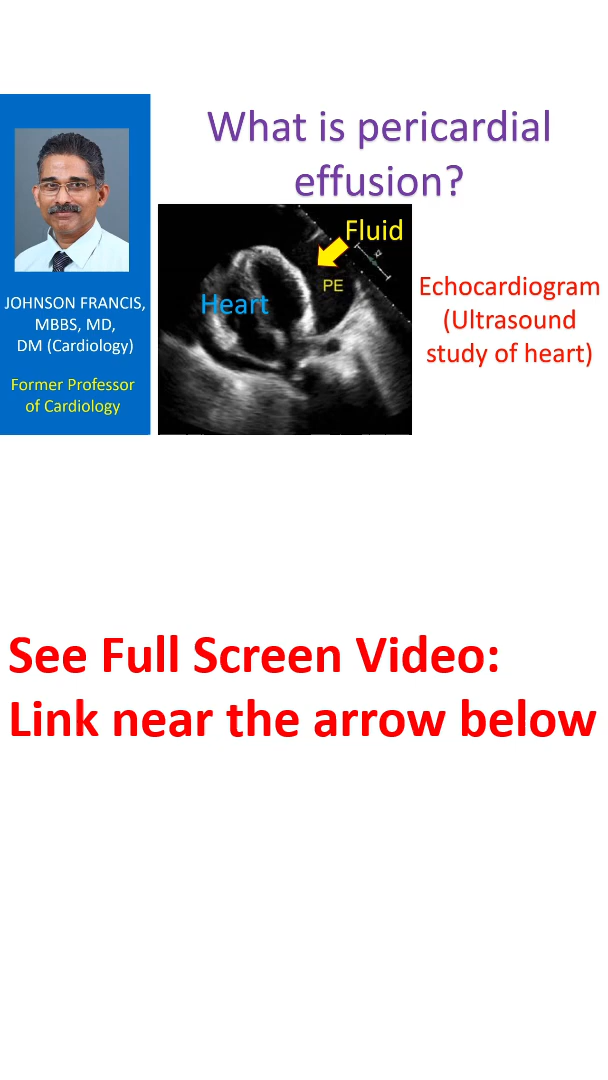 What is pericardial
effusion?
JOHNSON FRANCIS,
MBBS, MD,
DM (Cardiology)
Former Professor
of Cardiology
Fluid
PE
Heart
Echocardiogram
(Ultrasound
study of heart)
See Full Screen Video:
Link near the arrow below